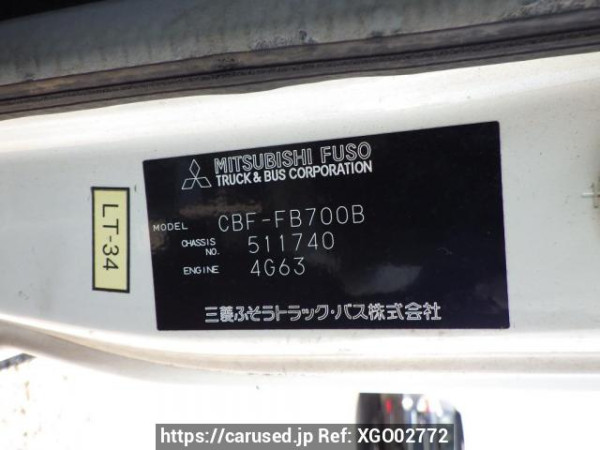 MITSUBISHI FUSO
TRUCK & BUS CORPORATION
MODEL CBF-FB700B
CHASSIS NO. 511740
ENGINE 4G63
三菱ふそうトラック・バス株式会社
LT-34
https://carused.jp Ref: XGO02772